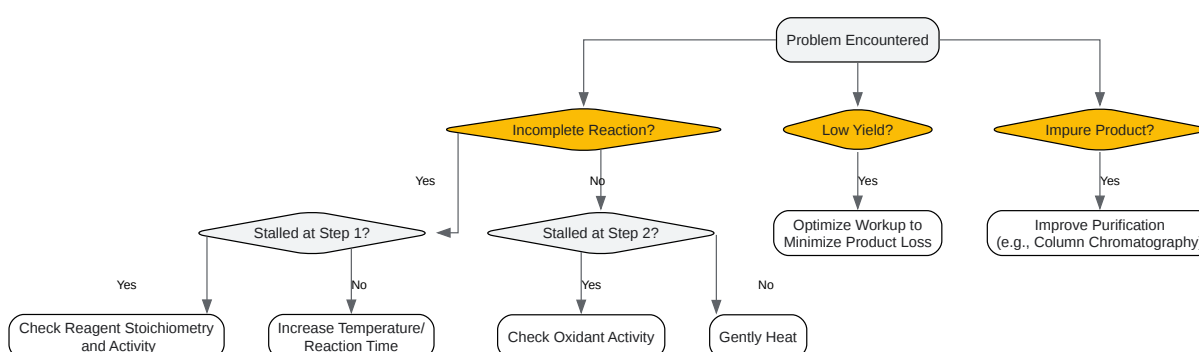 Problem Encountered
Incomplete Reaction?
Low Yield?
Impure Product?
Yes
No
Yes
Yes
Stalled at Step 1?
Stalled at Step 2?
Optimize Workup to
Minimize Product Loss
Improve Purification
(e.g., Column Chromatography)
Yes
No
Yes
No
Check Reagent Stoichiometry
and Activity
Increase Temperature/
Reaction Time
Check Oxidant Activity
Gently Heat